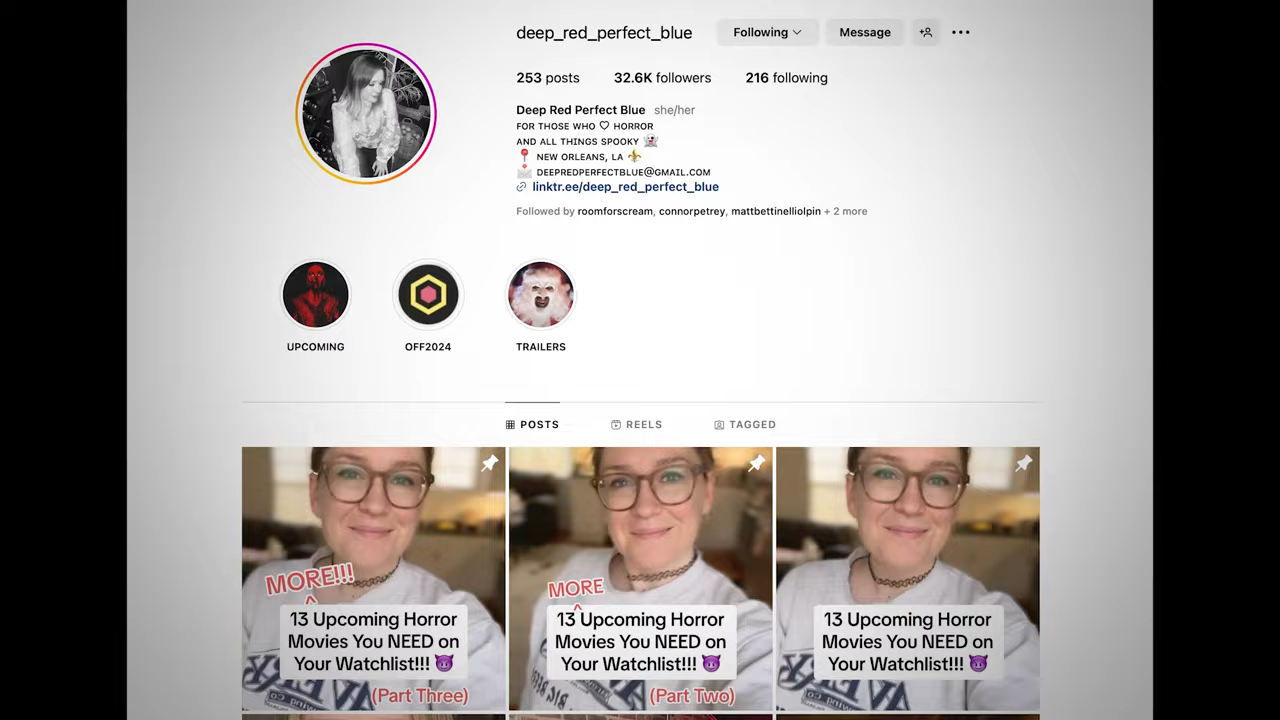 deep_red_perfect_blue Following Message
253 posts 32.6K followers 216 following
Deep Red Perfect Blue she/her
FOR THOSE WHO ♡ HORROR
AND ALL THINGS SPOOKY 👻
📍 NEW ORLEANS, LA ⚜️
📩 DEEPREDPERFECTBLUE@GMAIL.COM
linktr.ee/deep_red_perfect_blue
Followed by roomforscream, connorpetrey, mattbettinelliolpin + 2 more
UPCOMING OFF2024 TRAILERS
POSTS REELS TAGGED
MORE!!!
13 Upcoming Horror
Movies You NEED on
Your Watchlist!!! 😈
(Part Three)
MORE
13 Upcoming Horror
Movies You NEED on
Your Watchlist!!! 😈
(Part Two)
13 Upcoming Horror
Movies You NEED on
Your Watchlist!!! 😈